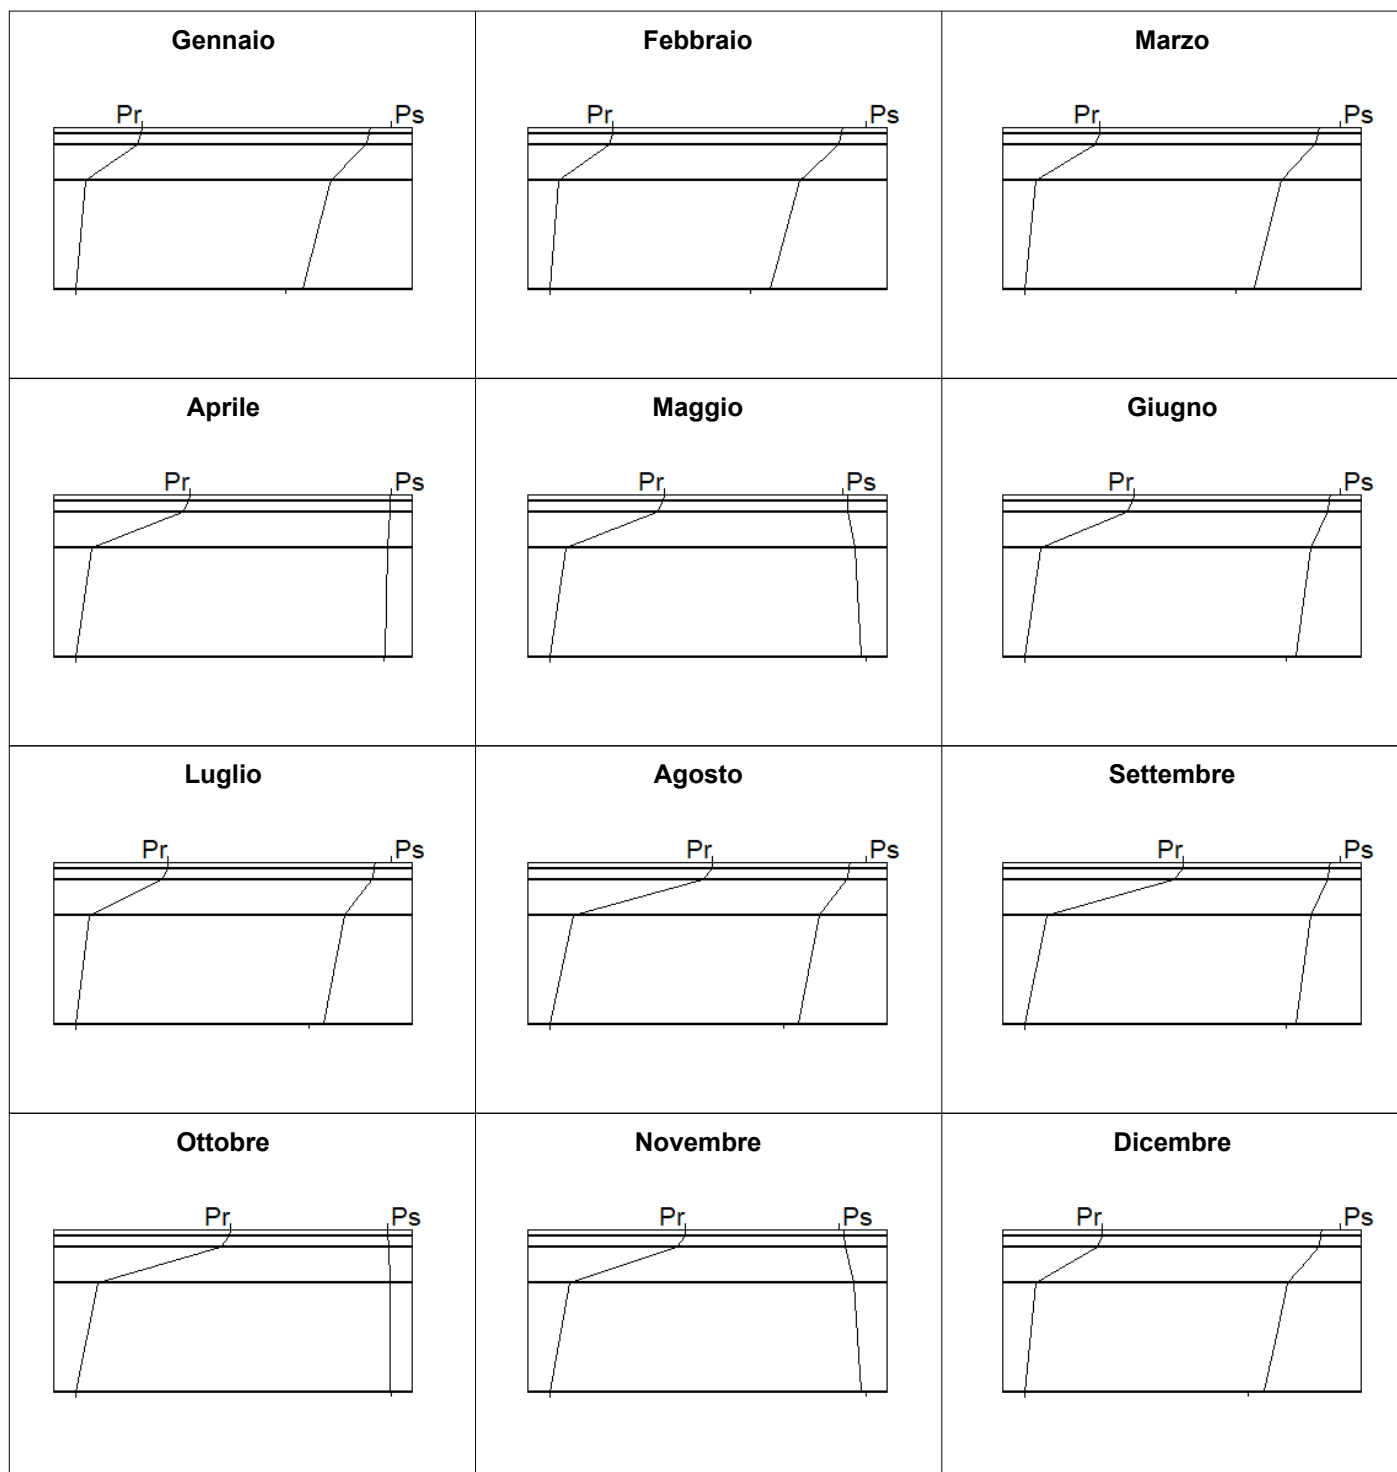 Gennaio
Febbraio
Marzo
Pr Ps
Pr Ps
Pr Ps
Aprile
Maggio
Giugno
Pr Ps
Pr Ps
Pr Ps
Luglio
Agosto
Settembre
Pr Ps
Pr Ps
Pr Ps
Ottobre
Novembre
Dicembre
Pr Ps
Pr Ps
Pr Ps